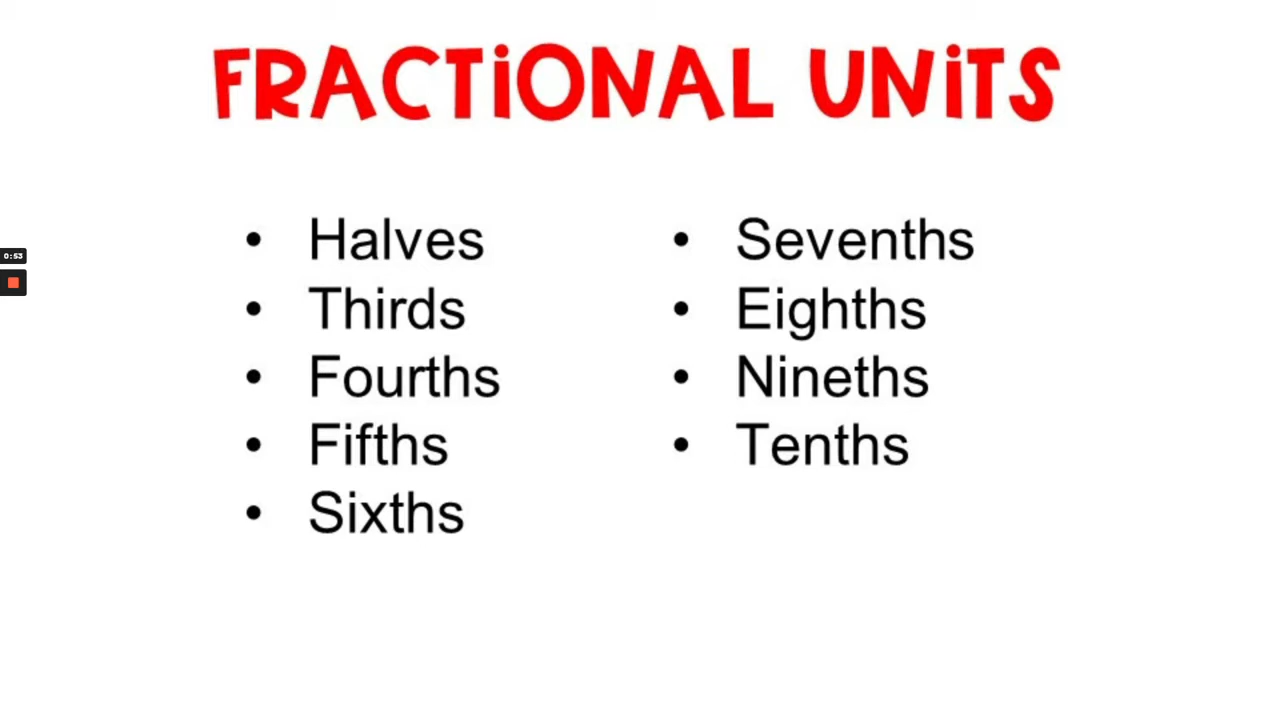 FRACTiONAL UNiTS
• Halves
• Thirds
• Fourths
• Fifths
• Sixths
• Sevenths
• Eighths
• Nineths
• Tenths
0:53